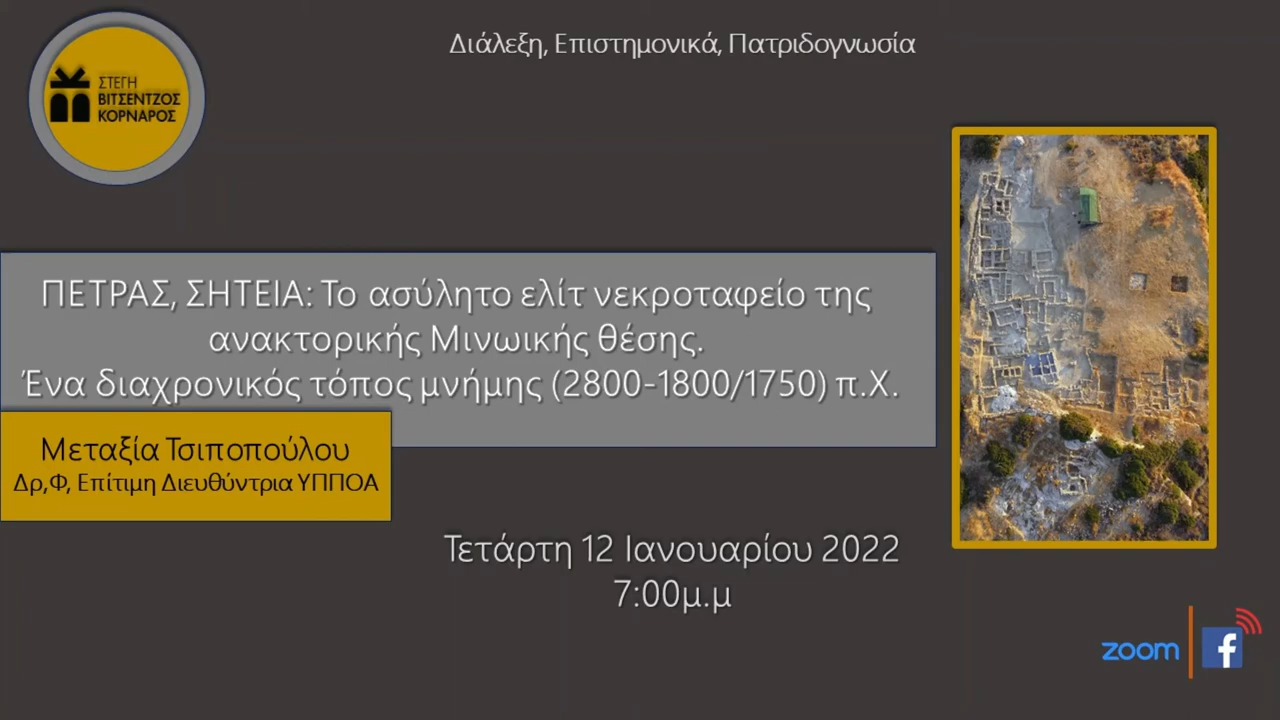 Διάλεξη, Επιστημονικά, Πατριδογνωσία
ΣΤΕΓΗ
ΒΙΤΣΕΝΤΖΟΣ
ΚΟΡΝΑΡΟΣ
ΠΕΤΡΑΣ, ΣΗΤΕΙΑ: Το ασύλητο ελίτ νεκροταφείο της
ανακτορικής Μινωικής θέσης.
Ένα διαχρονικός τόπος μνήμης (2800-1800/1750) π.Χ.
Μεταξία Τσιποπούλου
Δρ,Φ, Επίτιμη Διευθύντρια ΥΠΠΟΑ
Τετάρτη 12 Ιανουαρίου 2022
7:00μ.μ
zoom
f